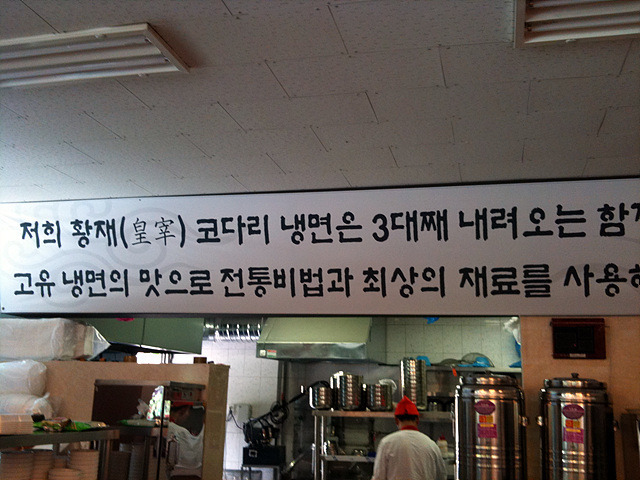 저희 황재(皇宰) 코다리 냉면은 3대째 내려오는
고유 냉면의 맛으로 전통비법과 최상의 재료를